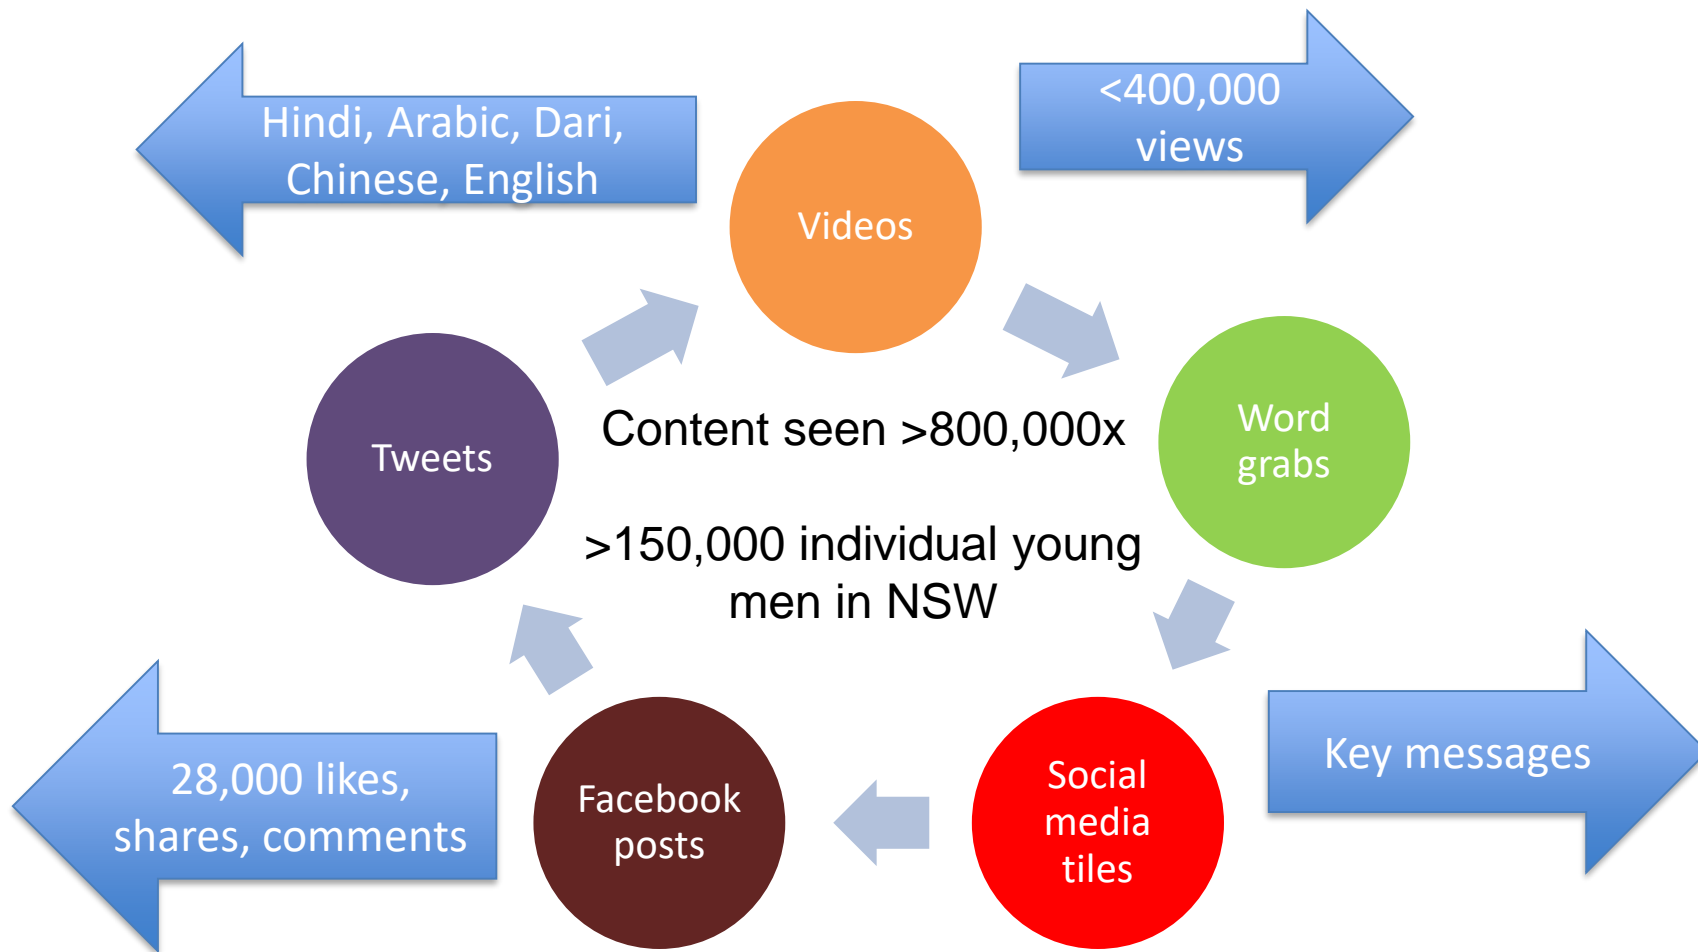 Hindi, Arabic, Dari,
Chinese, English
<400,000
views
Videos
Word
grabs
Tweets
Content seen >800,000x
>150,000 individual young
men in NSW
Key messages
Social
media
tiles
Facebook
posts
28,000 likes,
shares, comments